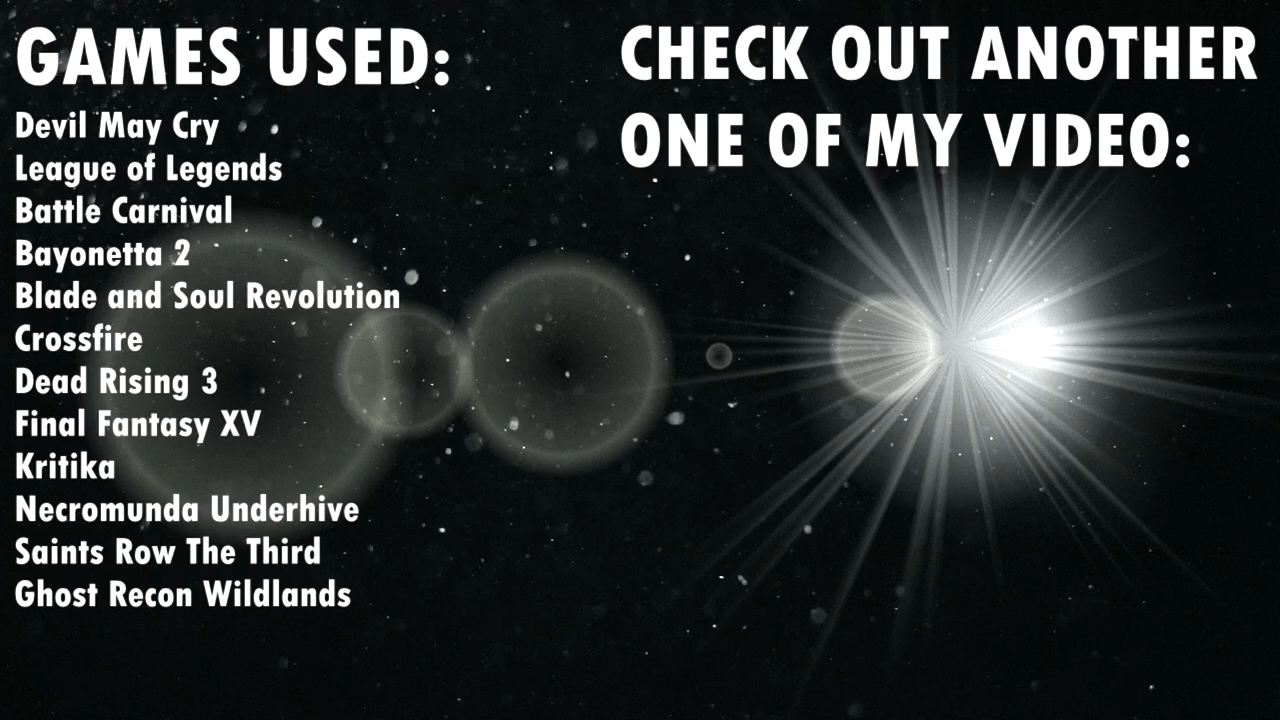 GAMES USED:
Devil May Cry
League of Legends
Battle Carnival
Bayonetta 2
Blade and Soul Revolution
Crossfire
Dead Rising 3
Final Fantasy XV
Kritika
Necromunda Underhive
Saints Row The Third
Ghost Recon Wildlands
CHECK OUT ANOTHER
ONE OF MY VIDEO: